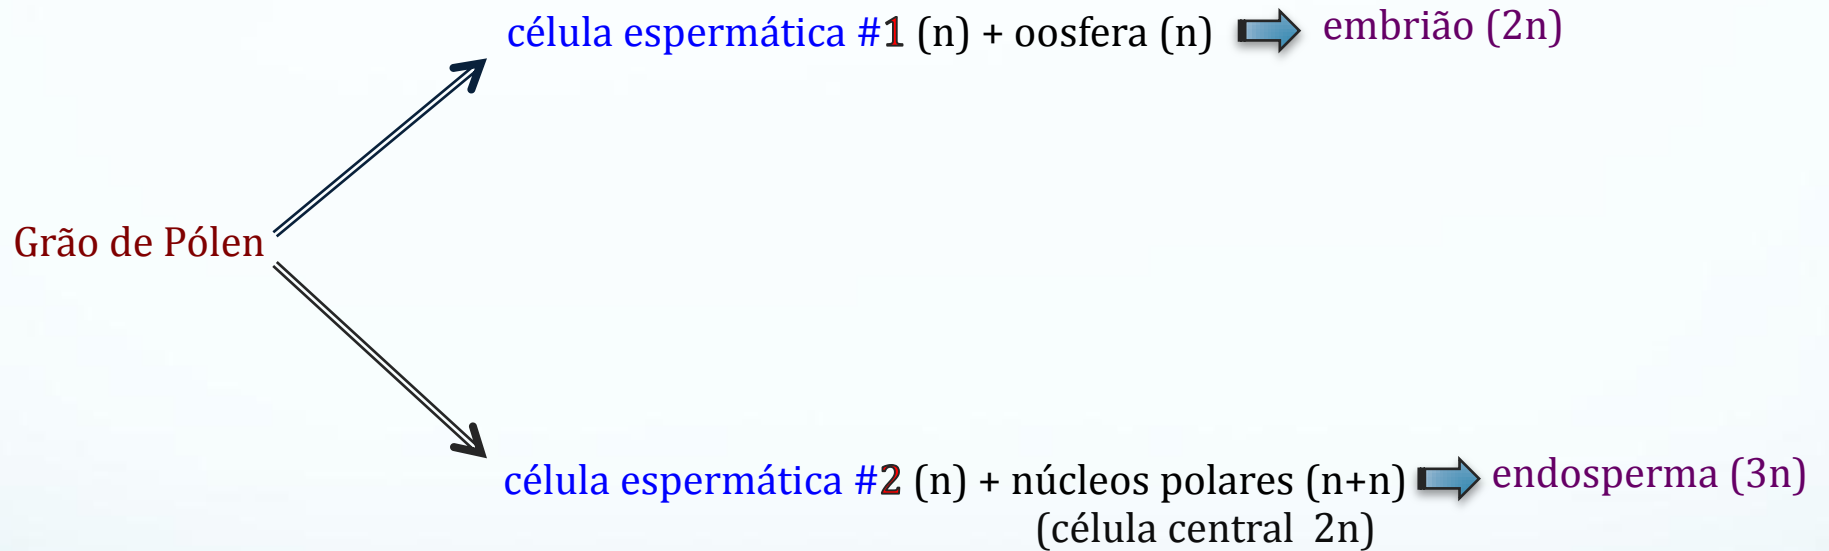 célula espermática #1 (n) + oosfera (n) embrião (2n)
Grão de Pólen
célula espermática #2 (n) + núcleos polares (n+n) endosperma (3n)
(célula central 2n)